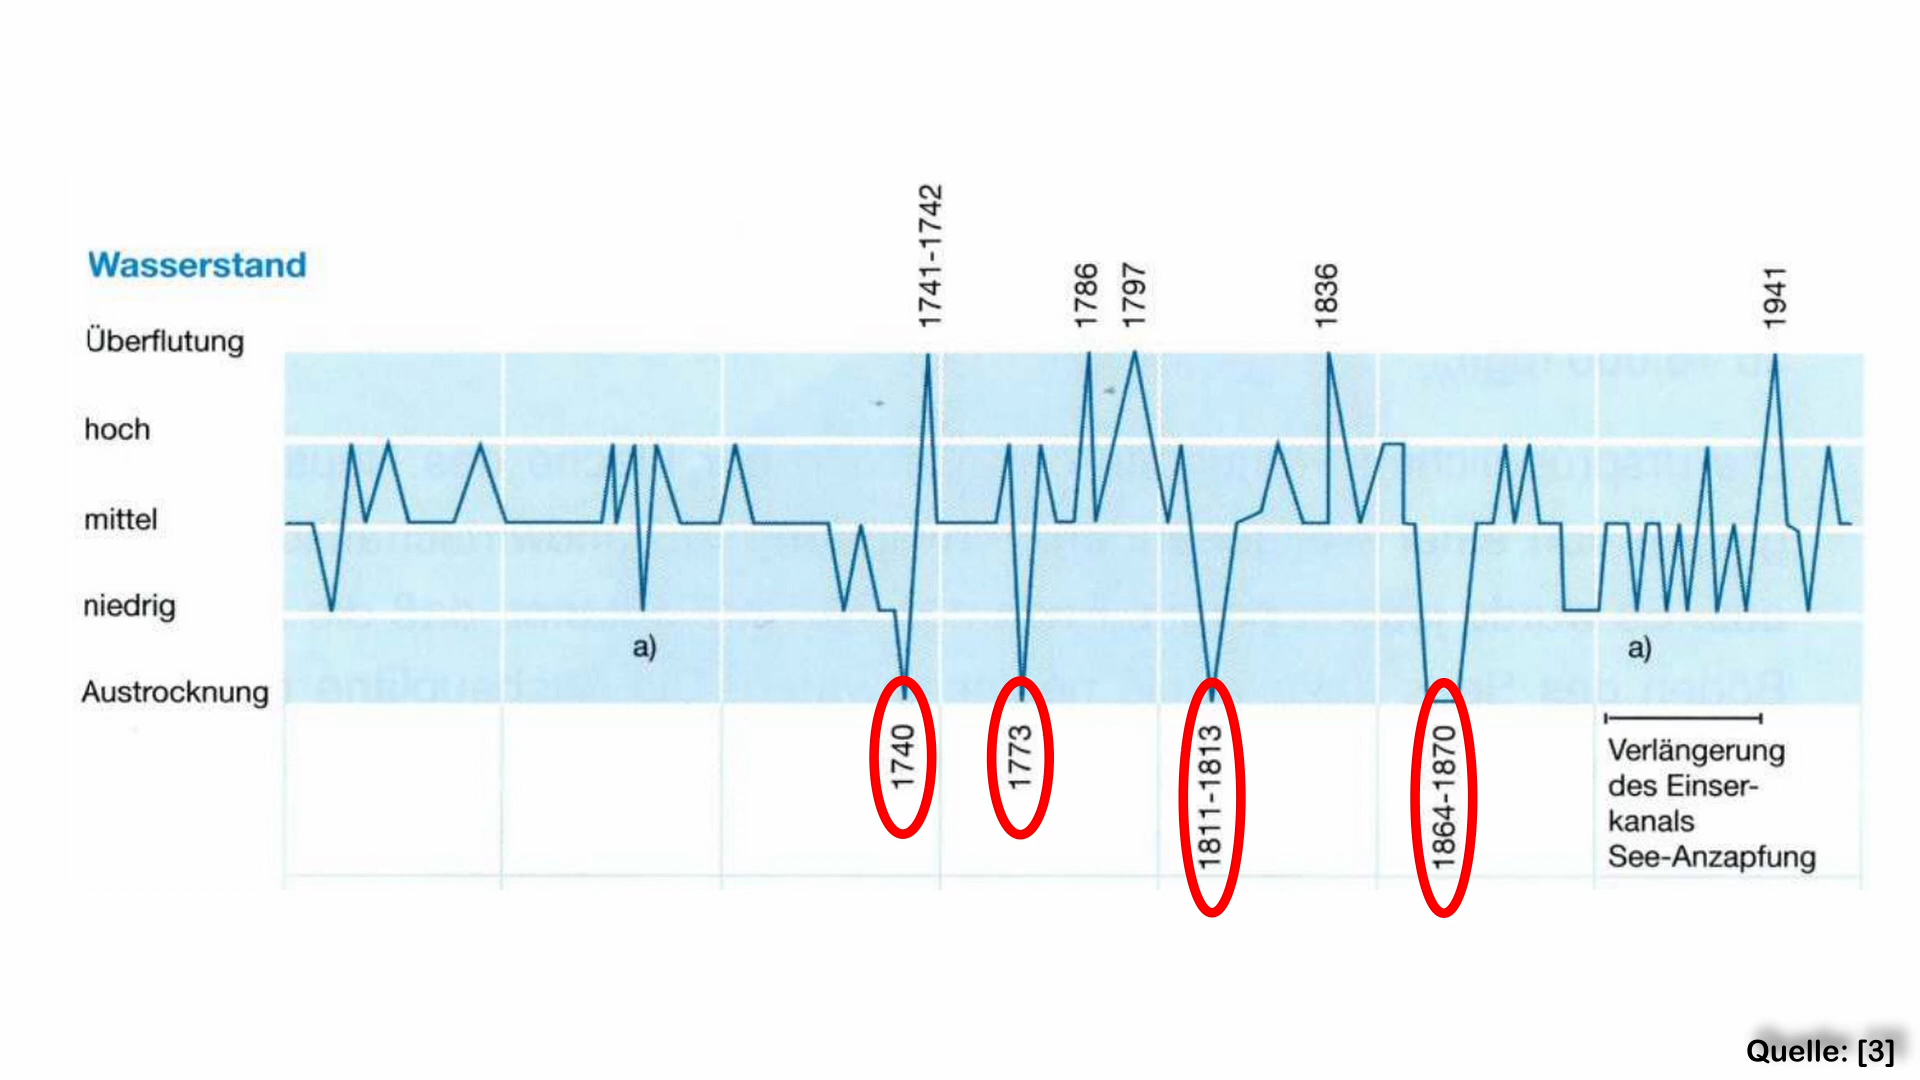 1741-1742
1786
1797
1836
1941
Wasserstand
Überflutung
hoch
mittel
niedrig
a)
a)
Austrocknung
1740
1773
1811-1813
1864-1870
Verlängerung
des Einser-
kanals
See-Anzapfung
Quelle: [3]